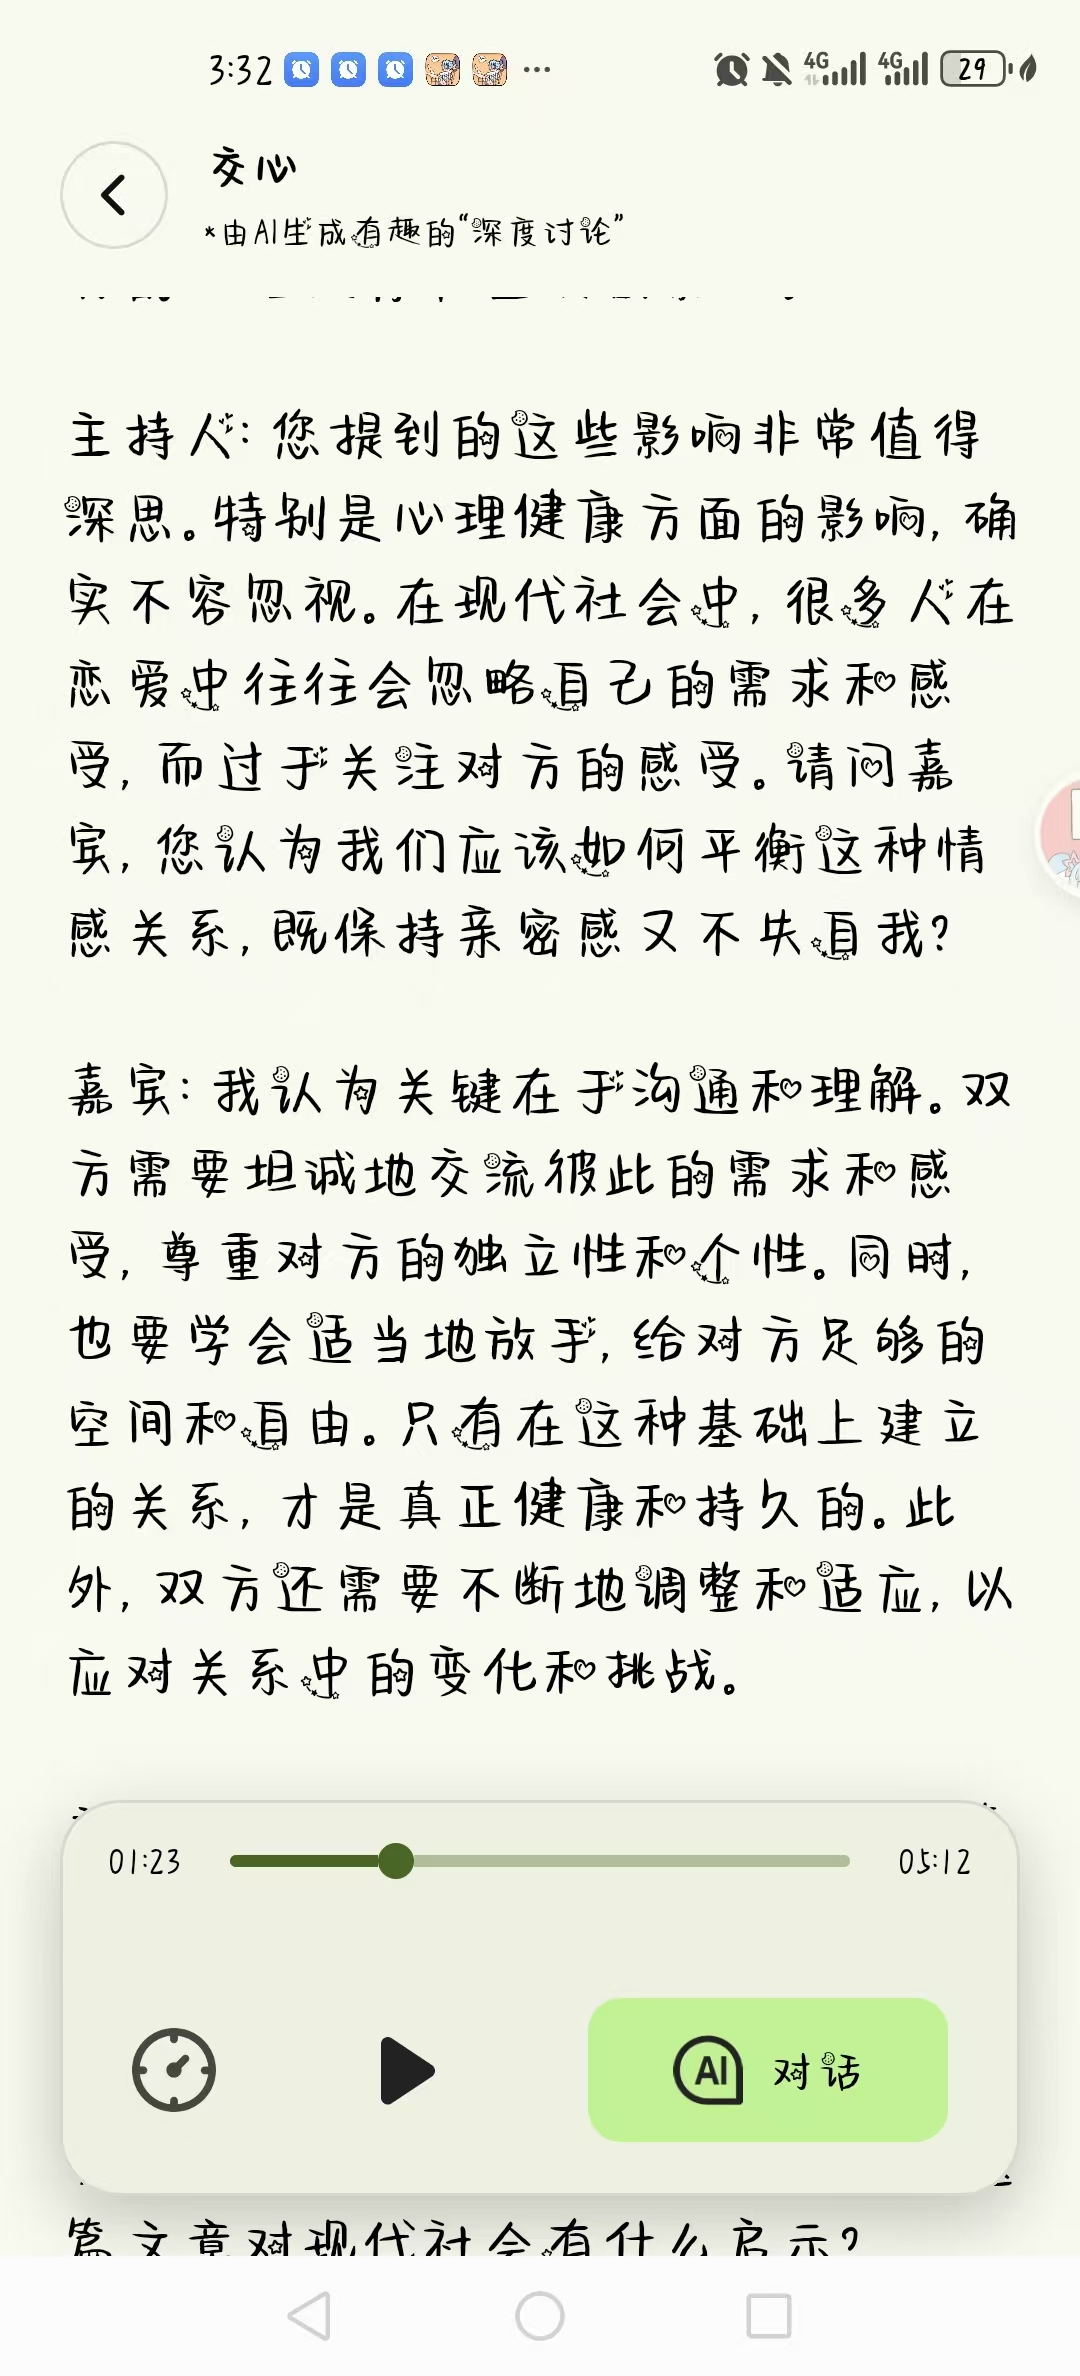 3:32
4G
4G
29
交心
*由AI生成有趣的“深度讨论”
主持人:您提到的这些影响非常值得
深思。特别是心理健康方面的影响,确
实不容忽视。在现代社会中,很多人在
恋爱中往往会忽略自己的需求和感
受,而过于关注对方的感受。请问嘉
宾,您认为我们应该如何平衡这种情
感关系,既保持亲密感又不失自我?
嘉宾:我认为关键在于沟通和理解。双
方需要坦诚地交流彼此的需求和感
受,尊重对方的独立性和个性。同时,
也要学会适当地放手,给对方足够的
空间和自由。只有在这种基础上建立
的关系,才是真正健康和持久的。此
外,双方还需要不断地调整和适应,以
应对关系中的变化和挑战。
01:23
05:12
AI 对话
篇文章对现代社会有什么启示?